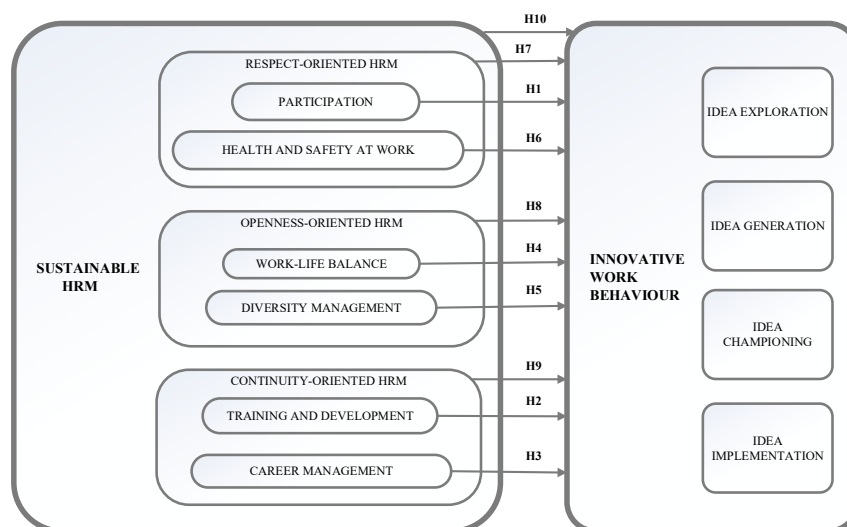 H10
RESPECT-ORIENTED HRM
H7
PARTICIPATION
H1
HEALTH AND SAFETY AT WORK
H6
OPENNESS-ORIENTED HRM
H8
WORK-LIFE BALANCE
H4
DIVERSITY MANAGEMENT
H5
CONTINUITY-ORIENTED HRM
H9
TRAINING AND DEVELOPMENT
H2
CAREER MANAGEMENT
H3
SUSTAINABLE
HRM
INNOVATIVE
WORK
BEHAVIOUR
IDEA EXPLORATION
IDEA GENERATION
IDEA
CHAMPIONING
IDEA
IMPLEMENTATION